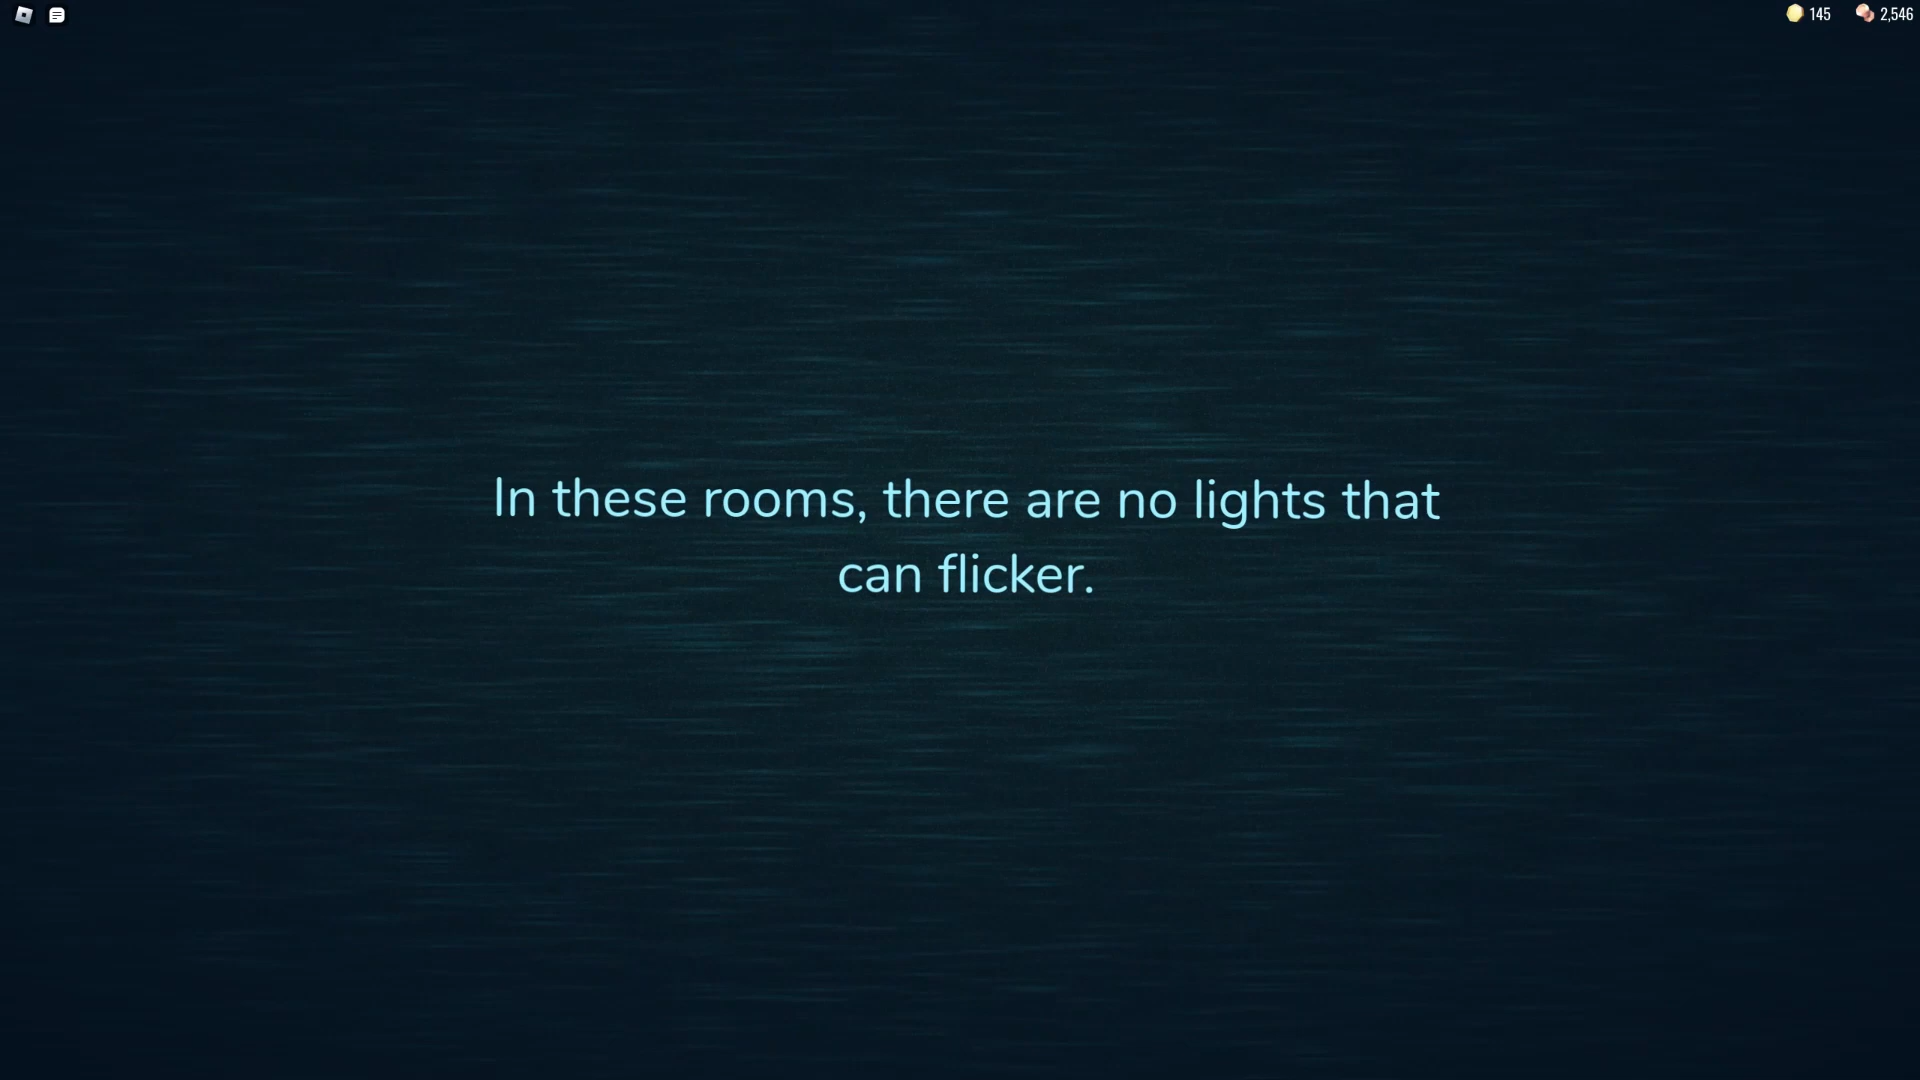 145 2,546
In these rooms, there are no lights that
can flicker.